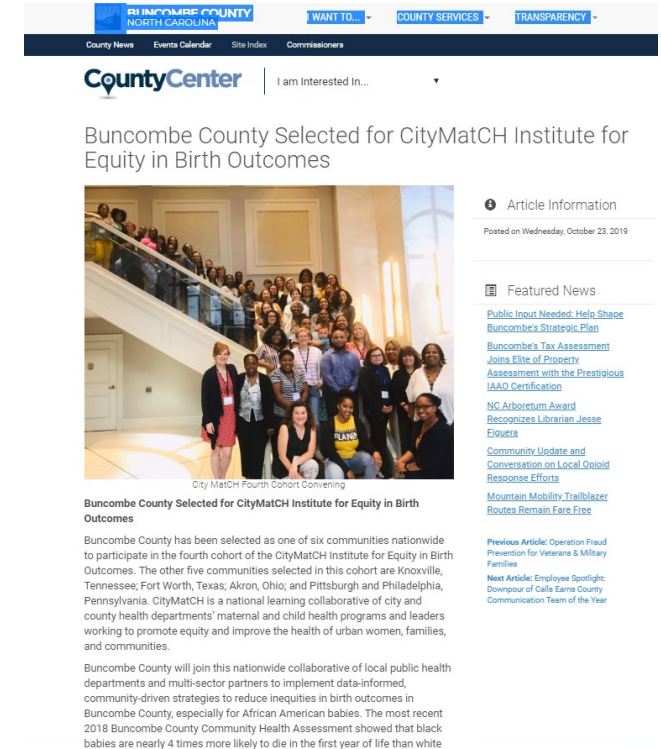 BUNCOMBE COUNTY
NORTH CAROLINA
I WANT TO...
COUNTY SERVICES
TRANSPARENCY
County News Events Calendar Site Index Commissioners
CountyCenter
I am Interested In...
Buncombe County Selected for CityMatCH Institute for
Equity in Birth Outcomes
City MatCH Fourth Cohort Convening
Buncombe County Selected for CityMatCH Institute for Equity in Birth
Outcomes
Buncombe County has been selected as one of six communities nationwide
to participate in the fourth cohort of the CityMatCH Institute for Equity in Birth
Outcomes. The other five communities selected in this cohort are Knoxville,
Tennessee; Fort Worth, Texas; Akron, Ohio; and Pittsburgh and Philadelphia,
Pennsylvania. CityMatCH is a national learning collaborative of city and
county health departments' maternal and child health programs and leaders
working to promote equity and improve the health of urban women, families,
and communities.
Buncombe County will join this nationwide collaborative of local public health
departments and multi-sector partners to implement data-informed,
community-driven strategies to reduce inequities in birth outcomes in
Buncombe County, especially for African American babies. The most recent
2018 Buncombe County Community Health Assessment showed that black
babies are nearly 4 times more likely to die in the first year of life than white
Article Information
Posted on Wednesday, October 23, 2019
Featured News
Public Input Needed: Help Shape
Buncombe's Strategic Plan
Buncombe's Tax Assessment
Joins Elite of Property
Assessment with the Prestigious
IAAO Certification
NC Arboretum Award
Recognizes Librarian Jesse
Figuera
Community Update and
Conversation on Local Opioid
Response Efforts
Mountain Mobility Trailblazer
Routes Remain Fare Free
Previous Article: Operation Fraud
Prevention for Veterans & Military
Families
Next Article: Employee Spotlight:
Downpour of Calls Earns County
Communication Team of the Year